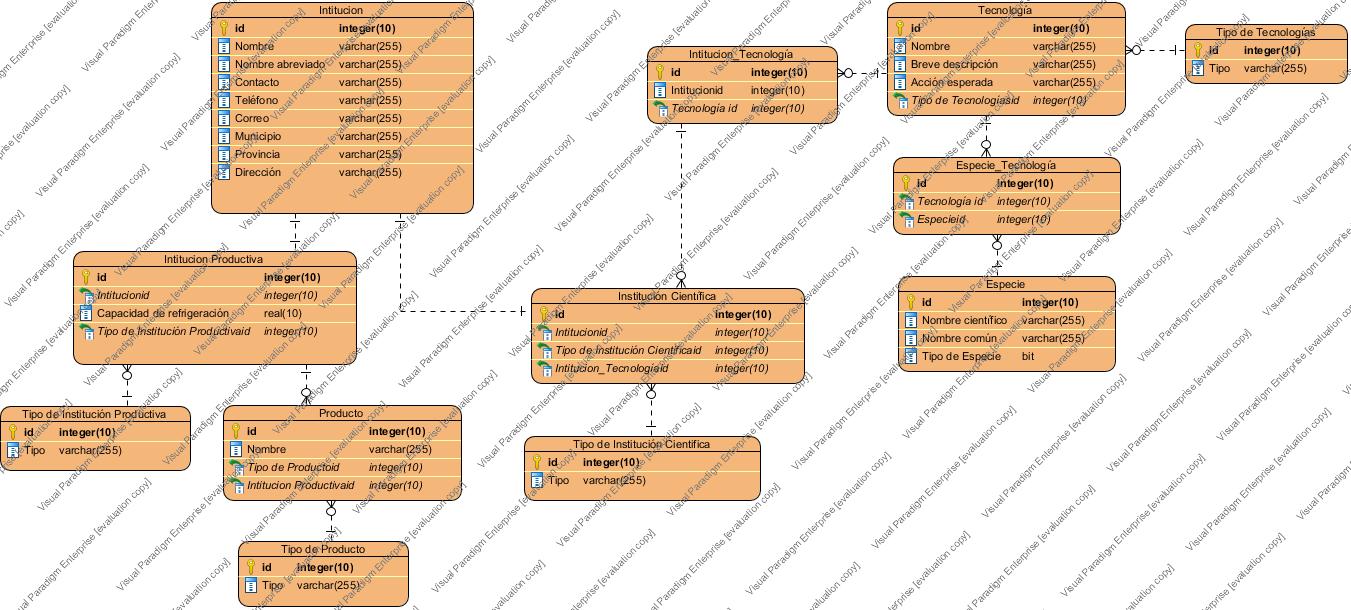 Intitucion
id integer(10)
Nombre varchar(255)
Nombre abreviado varchar(255)
Contacto varchar(255)
Teléfono varchar(255)
Correo varchar(255)
Municipio varchar(255)
Provincia varchar(255)
Dirección varchar(255)
Intitucion_Tecnología
id integer(10)
Intitucionid integer(10)
Tecnología id integer(10)
Tecnología
id integer(10)
Nombre varchar(255)
Breve descripción varchar(255)
Acción esperada varchar(255)
Tipo de Tecnologíasid integer(10)
Tipo de Tecnologías
id integer(10)
Tipo varchar(255)
Especie_Tecnología
id integer(10)
Tecnología id integer(10)
Especieid integer(10)
Intitucion Productiva
id integer(10)
Intitucionid integer(10)
Capacidad de refrigeración real(10)
Tipo de Institución Productivaid integer(10)
Institución Científica
id integer(10)
Intitucionid integer(10)
Tipo de Institución Científicaid integer(10)
Intitucion_Tecnologíaid integer(10)
Especie
id integer(10)
Nombre científico varchar(255)
Nombre común varchar(255)
Tipo de Especie bit
Tipo de Institución Productiva
id integer(10)
Tipo varchar(255)
Producto
id integer(10)
Nombre varchar(255)
Tipo de Productoid integer(10)
Intitucion Productivaid integer(10)
Tipo de Institución Científica
id integer(10)
Tipo varchar(255)
Tipo de Producto
id integer(10)
Tipo varchar(255)
Visual Paradigm Enterprise [evaluation copy]